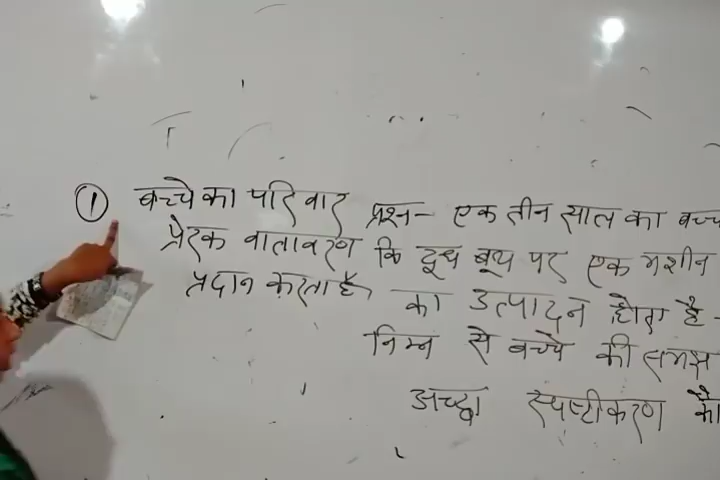 ① बच्चे का परिवार
प्रेरक वातावरण
प्रदान करता है,
प्रश्न- एक तीन साल का बच्च
कि दूध बूथ पर एक मशीन
का उत्पादन होता है -
निम्न से बच्चे की समझ
अच्छा स्पष्टीकरण कौ